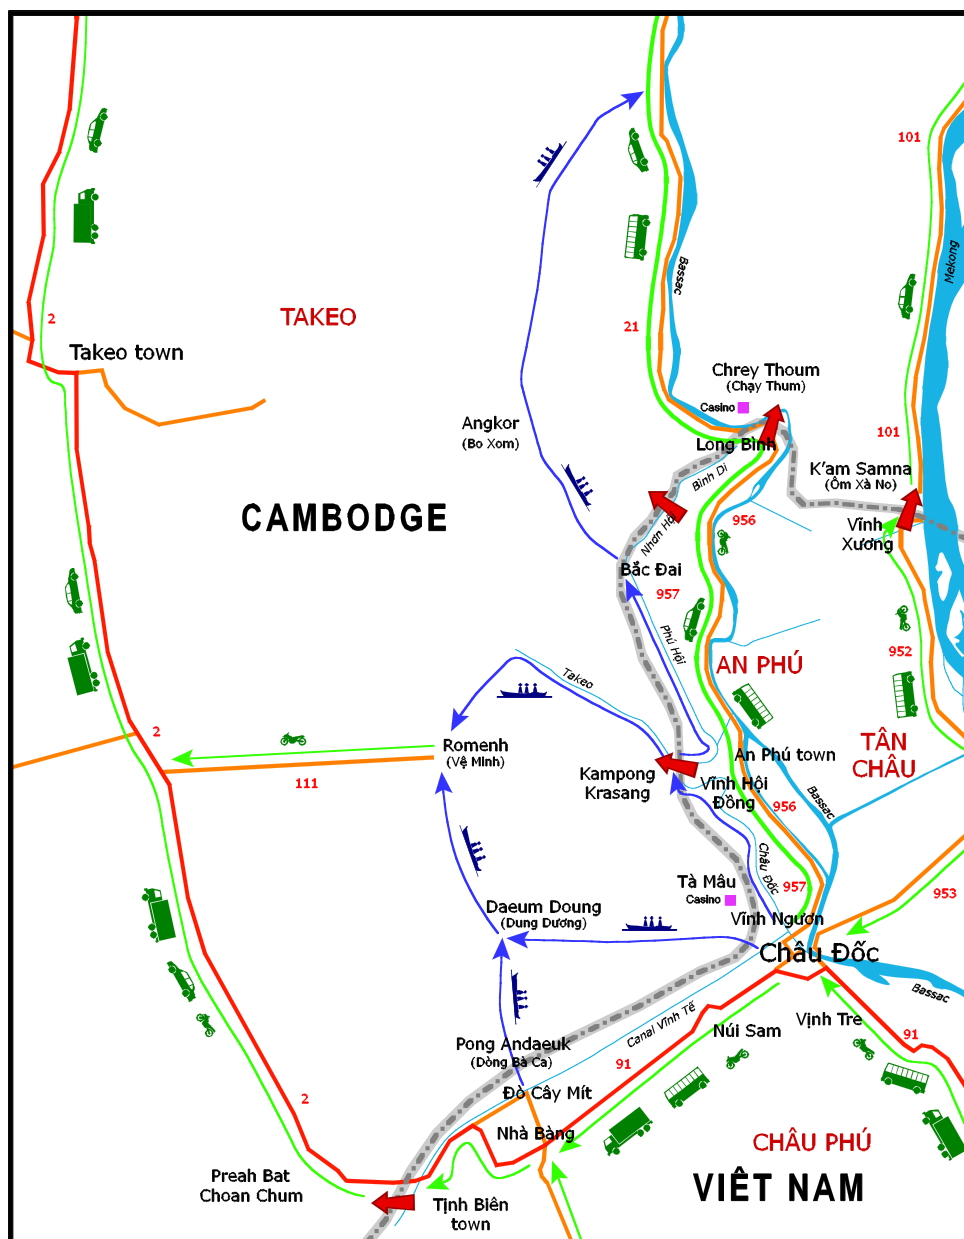 101
Mekong
Bassac
2
TAKEO
21
Takeo town
Chrey Thoum
(Chạy Thum)
Casino
Angkor
(Bo Xom)
Long Bình
101
K'am Samna
(Ôm Xà No)
Bình Di
CAMBODGE
956
Vĩnh
Xương
Nhơn Hội
Bắc Đai
957
Phú Hội
952
AN PHÚ
Takeo
2
Romenh
(Vệ Minh)
TÂN
CHÂU
An Phú town
111
Kampong
Krasang
Vĩnh Hội
Đồng
956
Bassac
Châu Đốc
Tà Mâu
Casino
957
953
Daeum Doung
(Dung Dương)
Vĩnh Ngươn
Châu Đốc
Bassac
Canal Vĩnh Tế
Núi Sam
Vịnh Tre
91
Pong Andaeuk
(Dòng Bà Ca)
91
Đò Cây Mít
2
Nhà Bàng
CHÂU PHÚ
Preah Bat
Choan Chum
VIÊT NAM
Tịnh Biên
town